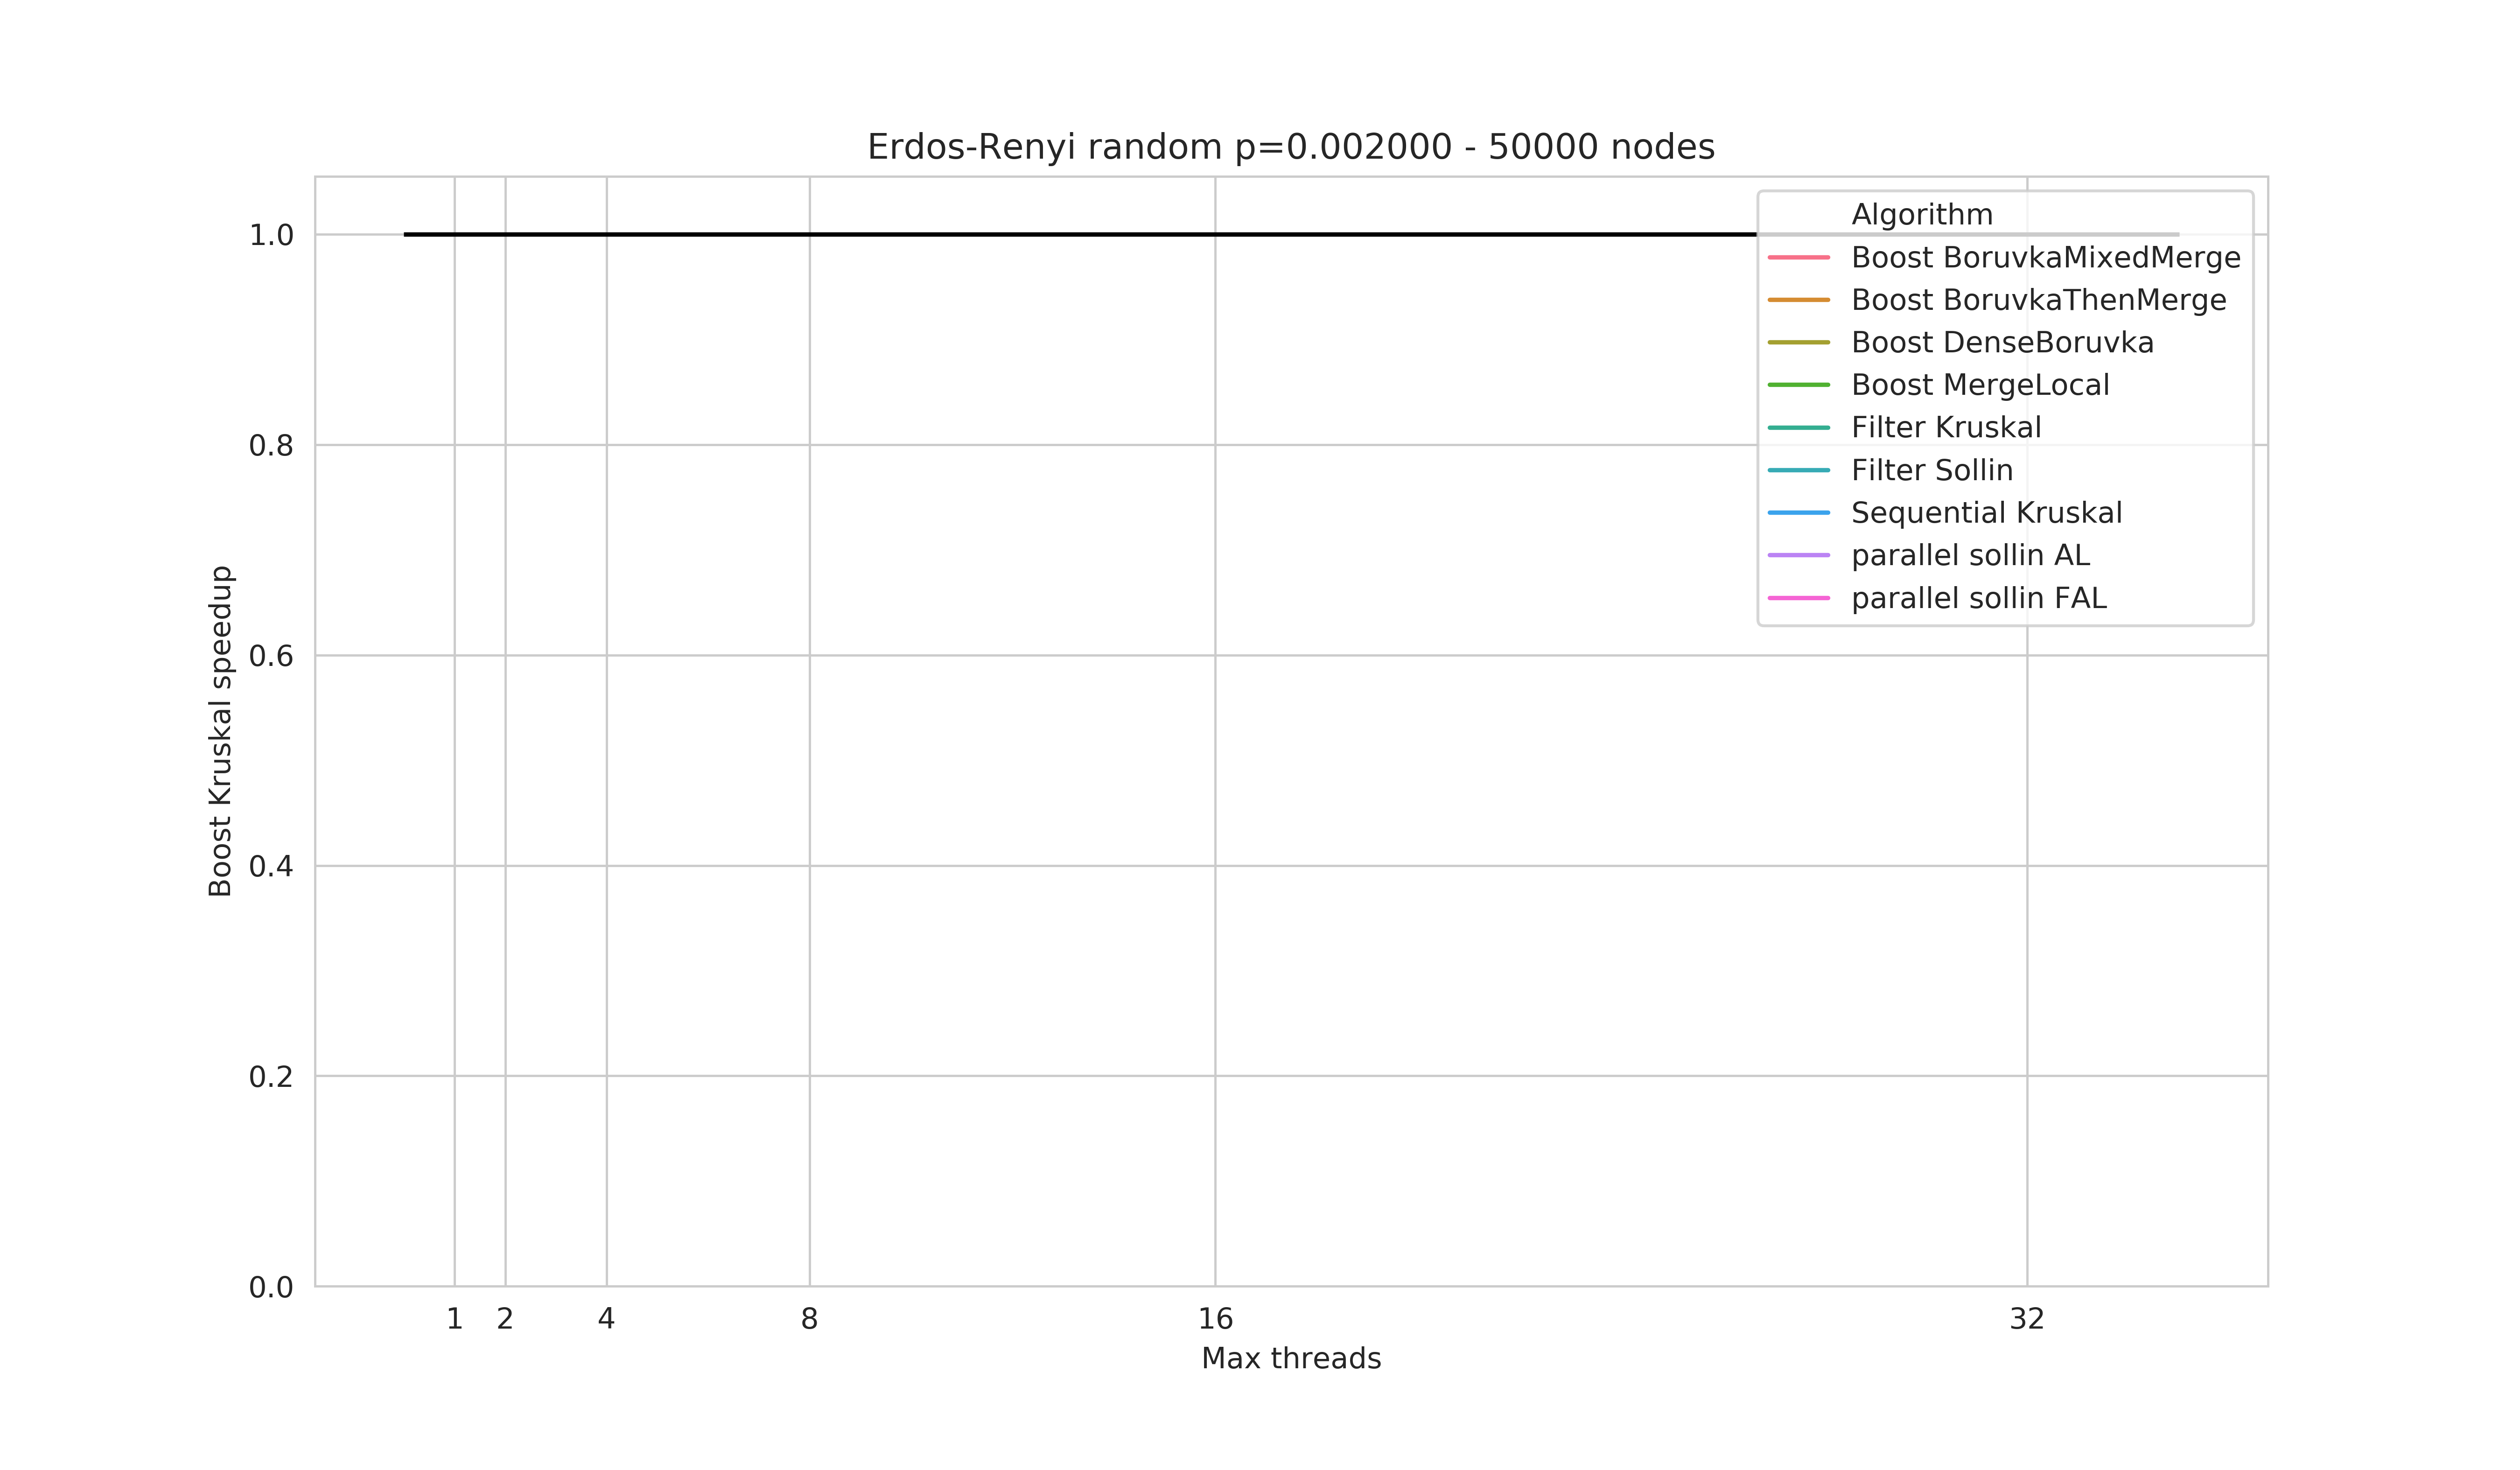 Erdos-Renyi random p=0.002000 - 50000 nodes
Algorithm
Boost BoruvkaMixedMerge
Boost BoruvkaThenMerge
Boost DenseBoruvka
Boost MergeLocal
Filter Kruskal
Filter Sollin
Sequential Kruskal
parallel sollin AL
parallel sollin FAL
Boost Kruskal speedup
1.0
0.8
0.6
0.4
0.2
0.0
1 2 4 8 16 32
Max threads